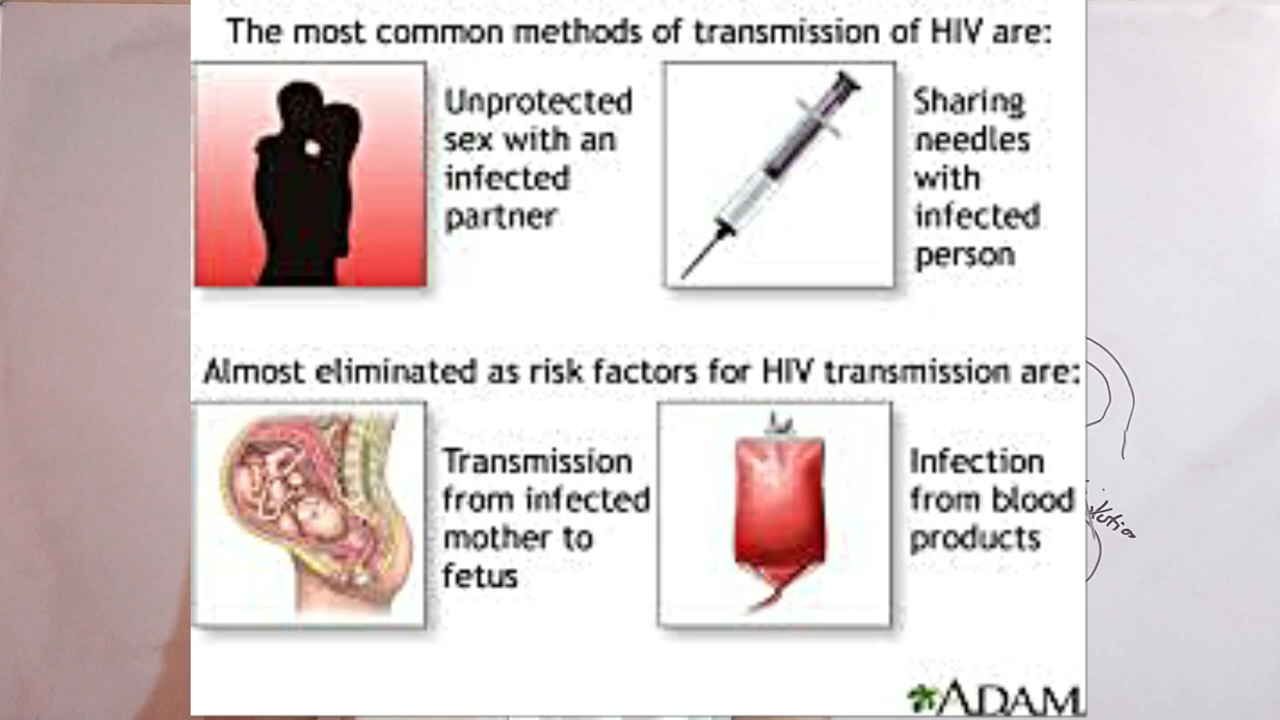 The most common methods of transmission of HIV are:
Unprotected
sex with an
infected
partner
Sharing
needles
with
infected
person
Almost eliminated as risk factors for HIV transmission are:
Transmission
from infected
mother to
fetus
Infection
from blood
products
ADAM